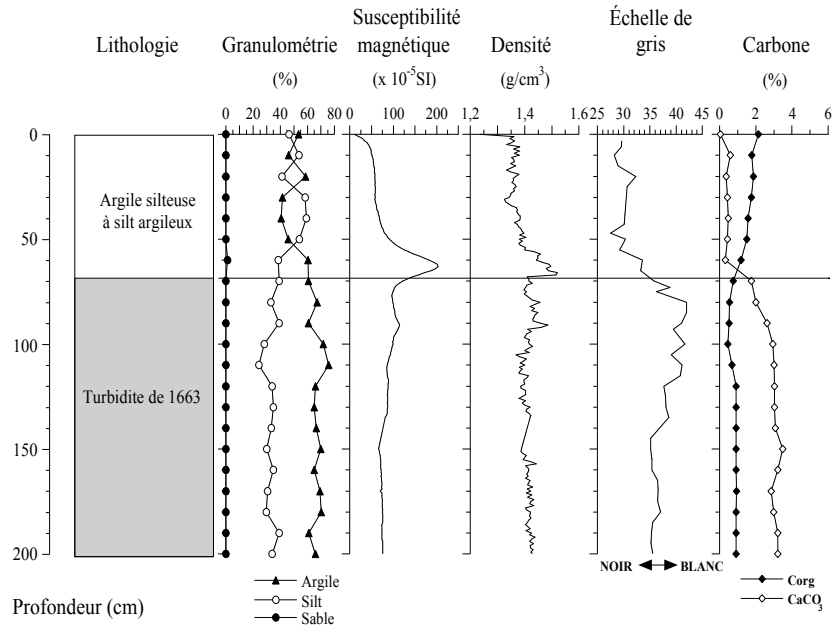 Lithologie
Granulométrie
(%)
Susceptibilité
magnétique
(x 10⁻⁵SI)
Densité
(g/cm³)
Échelle de
gris
Carbone
(%)
0 20 40 60 80
0 100 200
1,2 1,4 1.6
25 30 35 40 45
0 2 4 6
0
50
100
150
200
Argile silteuse
à silt argileux
Turbidite de 1663
NOIR BLANC
Argile
Silt
Sable
Corg
CaCO₃
Profondeur (cm)